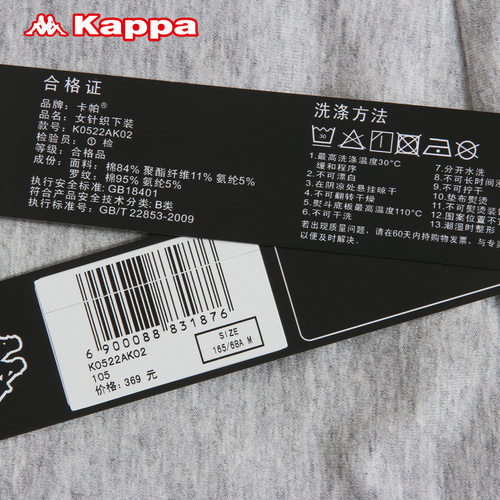 Kappa
合格证
品牌：卡帕®
品名：女针织下装
款号：K0522AK02
检验员：①检
等级：合格品
成份：面料：棉84% 聚酯纤维11% 氨纶5%
罗纹：棉95% 氨纶5%
执行安全标准：GB18401
符合产品安全技术分类：B类
执行标准：GB/T 22853-2009
洗涤方法
1.最高洗涤温度30°C
缓和程序
2.不可漂白
3.在阴凉处悬挂晾干
4.不可翻转干燥
5.熨斗底板最高温度110°C
6.不可干洗
7.分开水洗
8.不可长时间
9.不可拧干
10.垫布熨烫
11.不可熨烫装
12.图案位置不
13.潮湿时整形
如出现质量问题，请在60天内持购物发票、与专
以便及时解决！
6 900088 831876
K0522AK02
105
价格：369 元
SIZE
165/68A M